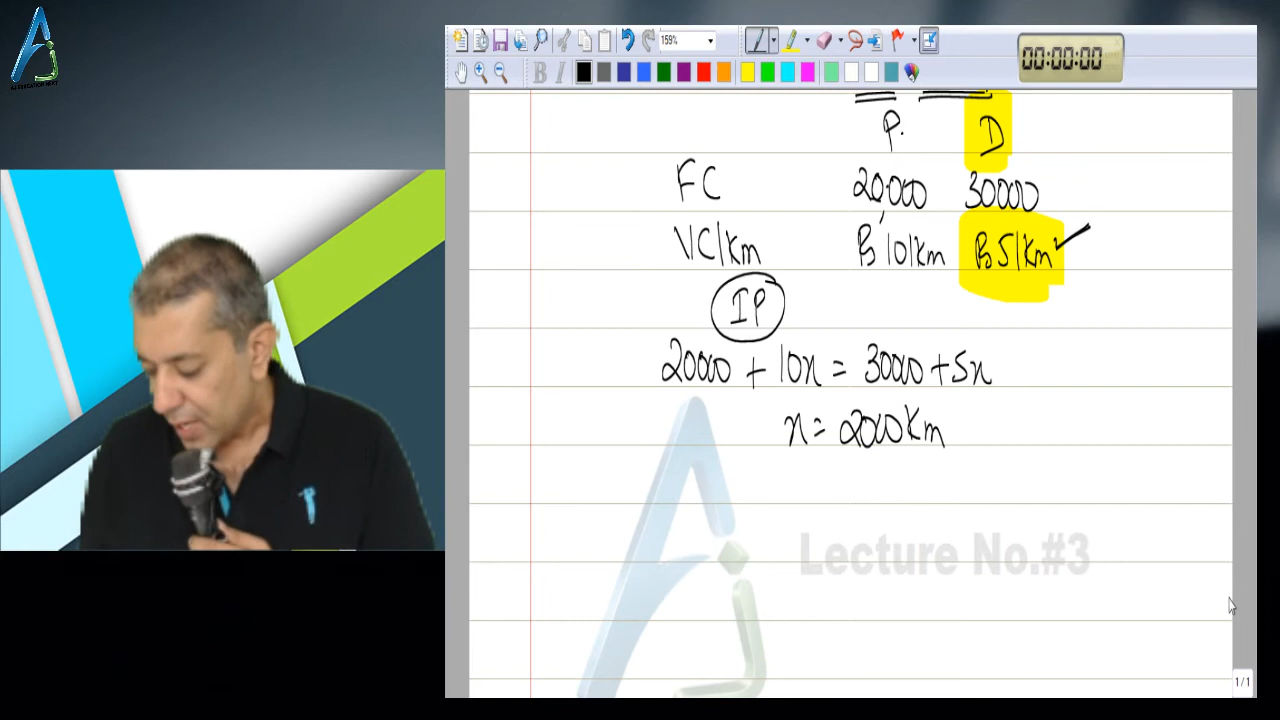 159%
00:00:00
P. D
FC 20,000 30000
VC/km ₨ 10/km ₨ 5/km ✓
IP
20000 + 10x = 30000 + 5x
x = 2000 km
Lecture No.#3
1/1